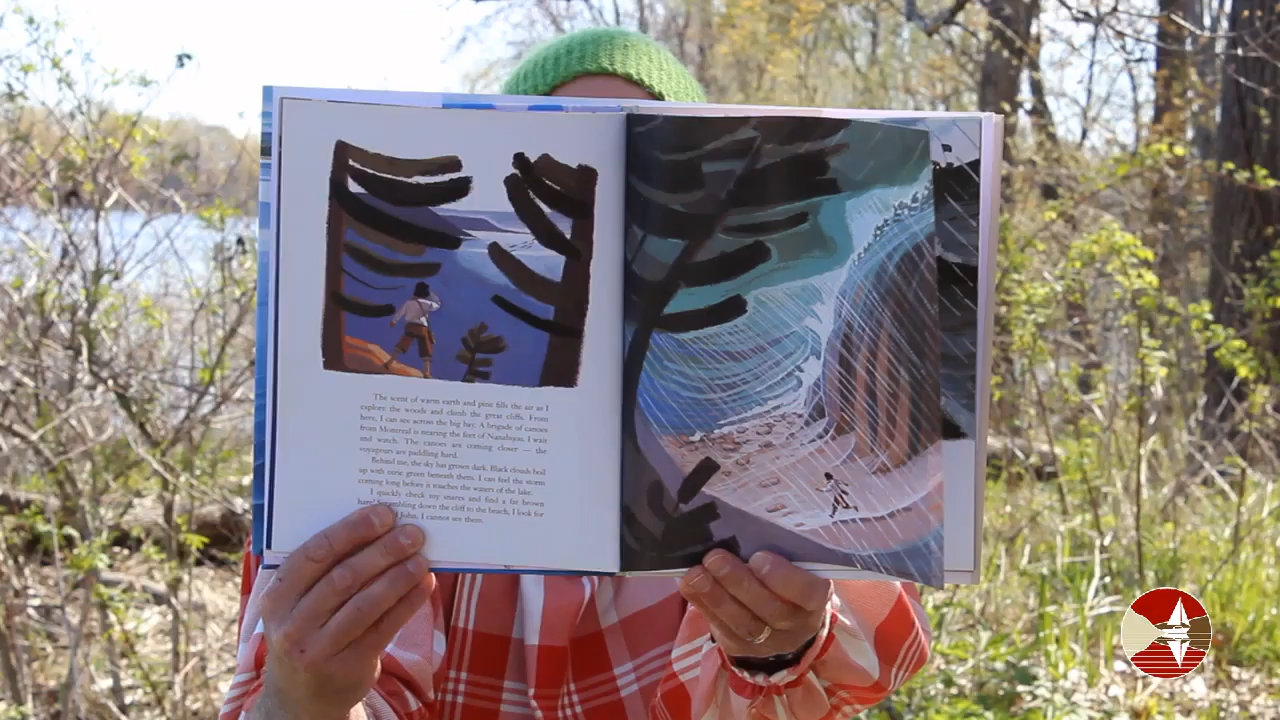 The scent of warm earth and pine fills the air as I
explore the woods and climb the great cliffs. From
here, I can see across the big bay. A brigade of canoes
from Montreal is nearing the feet of Nanabijou. I wait
and watch. The canoes are coming closer — the
voyageurs are paddling hard.
Behind me, the sky has grown dark. Black clouds boil
up with eerie green beneath them. I can feel the storm
coming long before it touches the waters of the lake.
I quickly check my snares and find a fat brown
hare! Scrambling down the cliff to the beach, I look for
John. I cannot see them.